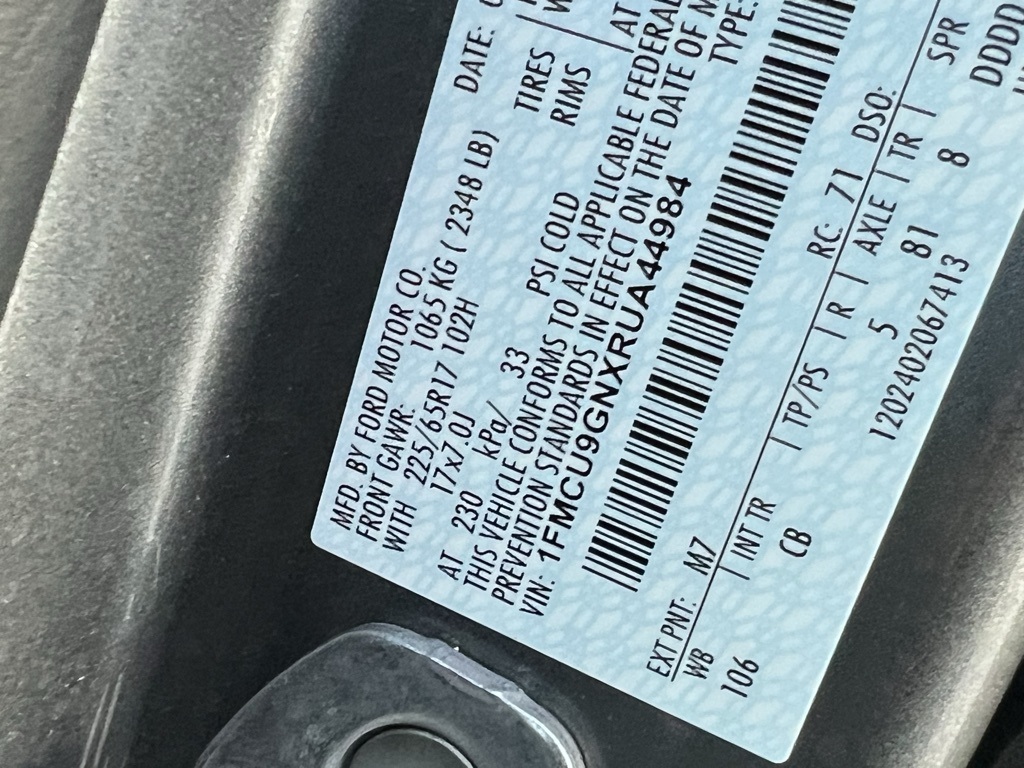 MFD. BY FORD MOTOR CO.
DATE:
FRONT GAWR: 1065 KG ( 2348 LB)
WITH 225/65R17 102H TIRES
17x7.0J RIMS
AT 230 kPa/ 33 PSI COLD AT
THIS VEHICLE CONFORMS TO ALL APPLICABLE FEDERAL
PREVENTION STANDARDS IN EFFECT ON THE DATE OF M
VIN: 1FMCU9GNXRUA44984 TYPE:
EXT PNT: M7 RC: 71 DSO:
WB INT TR TP/PS R AXLE TR SPR
106 CB 5 81 8 DDDD
1202402067413